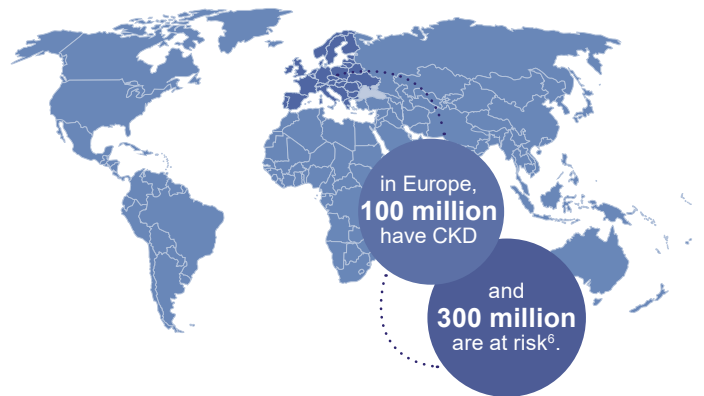 in Europe,
100 million
have CKD
and
300 million
are at risk⁶.